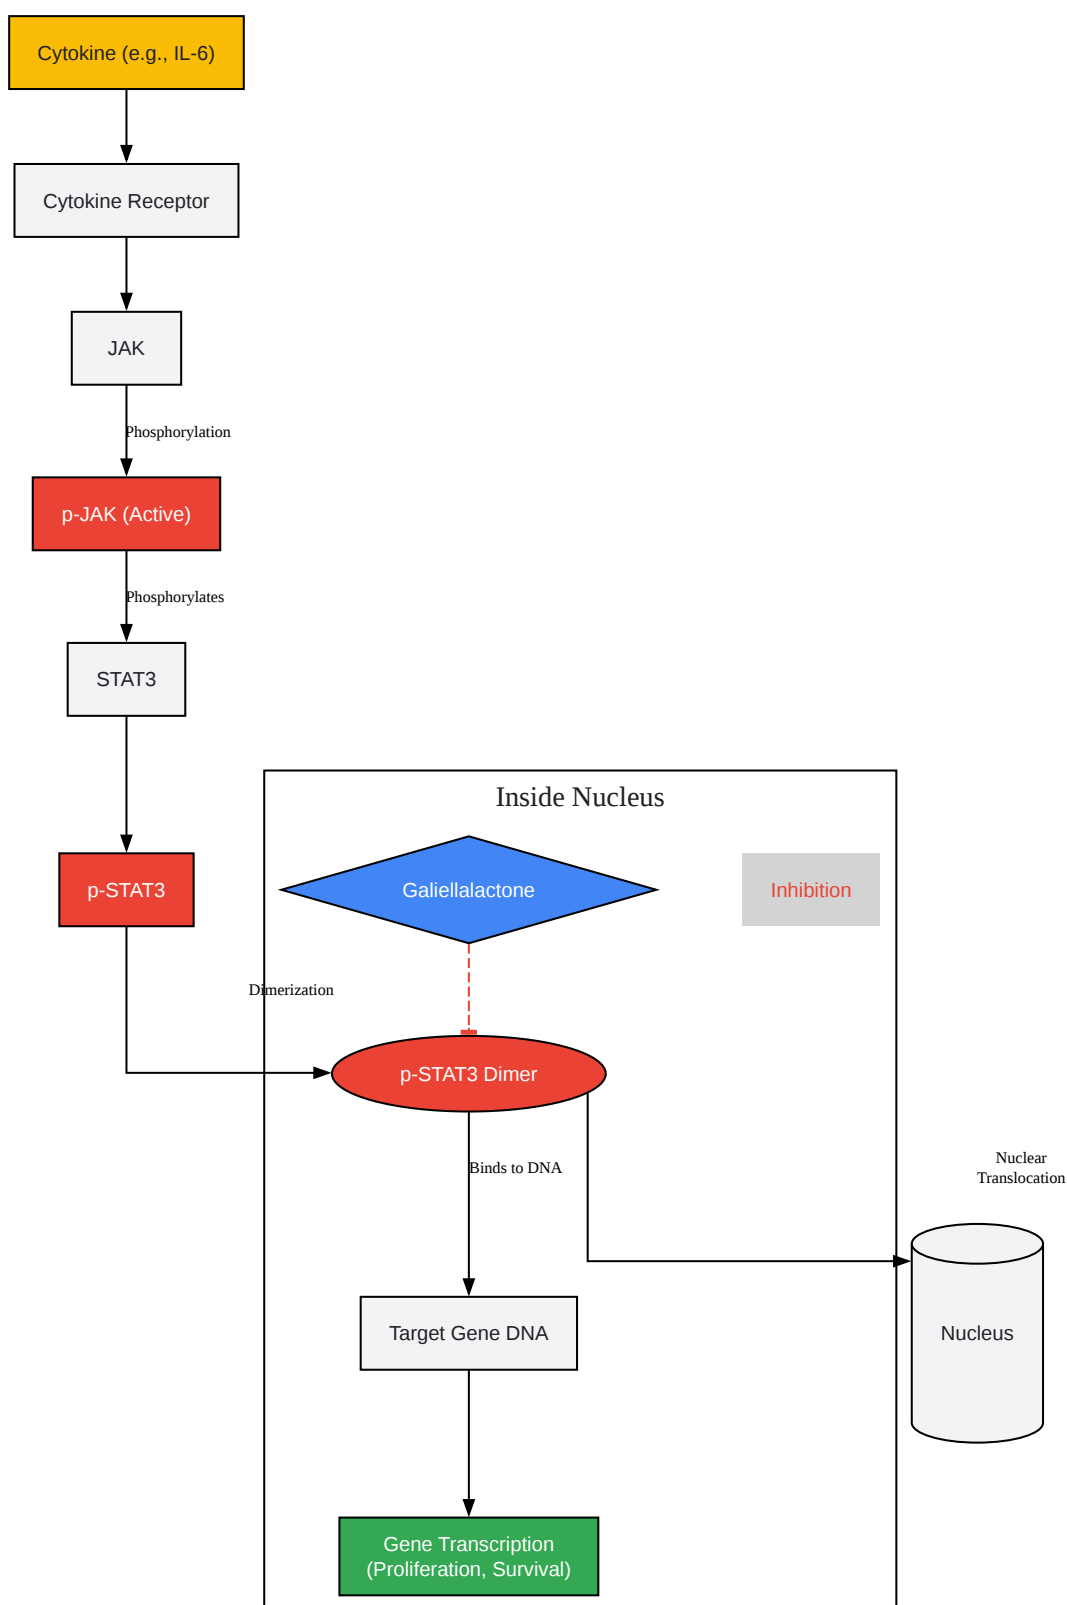 Cytokine (e.g., IL-6)
Cytokine Receptor
JAK
Phosphorylation
p-JAK (Active)
Phosphorylates
STAT3
Inside Nucleus
p-STAT3
Galiellalactone
Inhibition
Dimerization
p-STAT3 Dimer
Binds to DNA
Nuclear
Translocation
Target Gene DNA
Nucleus
Gene Transcription
(Proliferation, Survival)